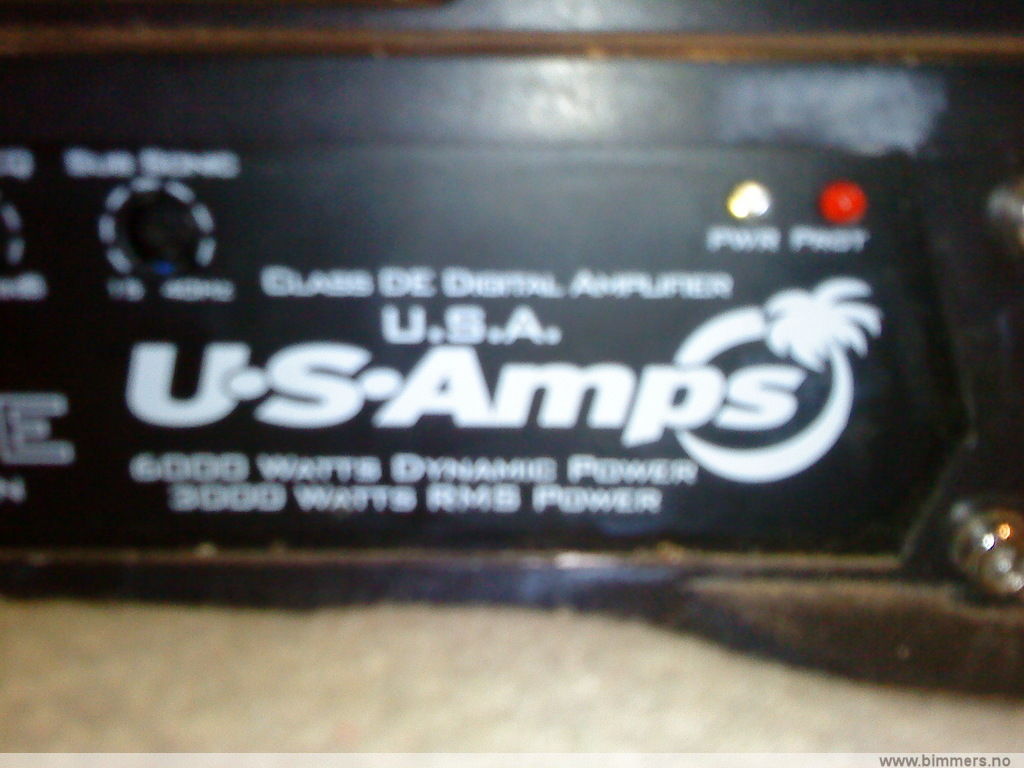 Sub Sonic
PWR PROT
15 40Hz
Class DE Digital Amplifier
U.S.A.
U·S·Amps
E
6000 Watts Dynamic Power
3000 Watts RMS Power
www.bimmers.no